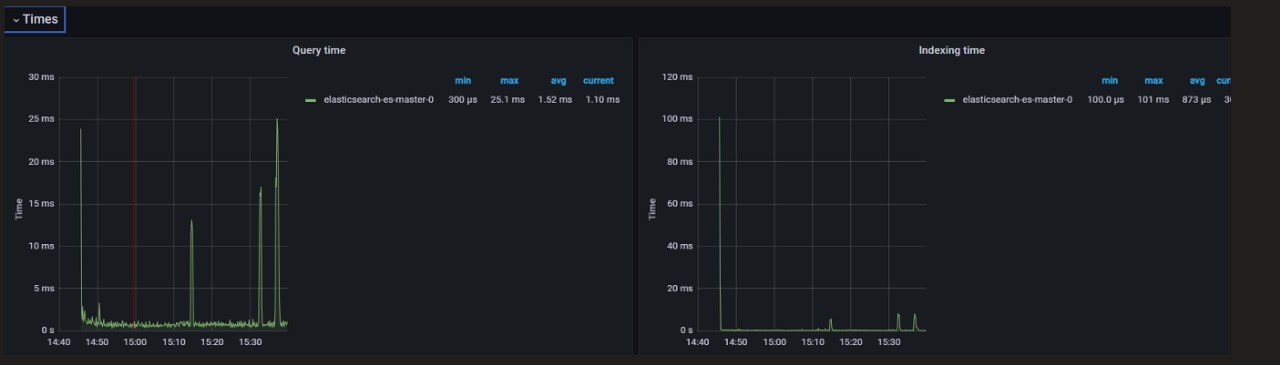 Times
Query time
30 ms
25 ms
20 ms
15 ms
10 ms
5 ms
0 s
Time
14:40 14:50 15:00 15:10 15:20 15:30
min max avg current
elasticsearch-es-master-0 300 µs 25.1 ms 1.52 ms 1.10 ms
Indexing time
120 ms
100 ms
80 ms
60 ms
40 ms
20 ms
0 s
Time
14:40 14:50 15:00 15:10 15:20 15:30
min max avg
elasticsearch-es-master-0 100.0 µs 101 ms 873 µs